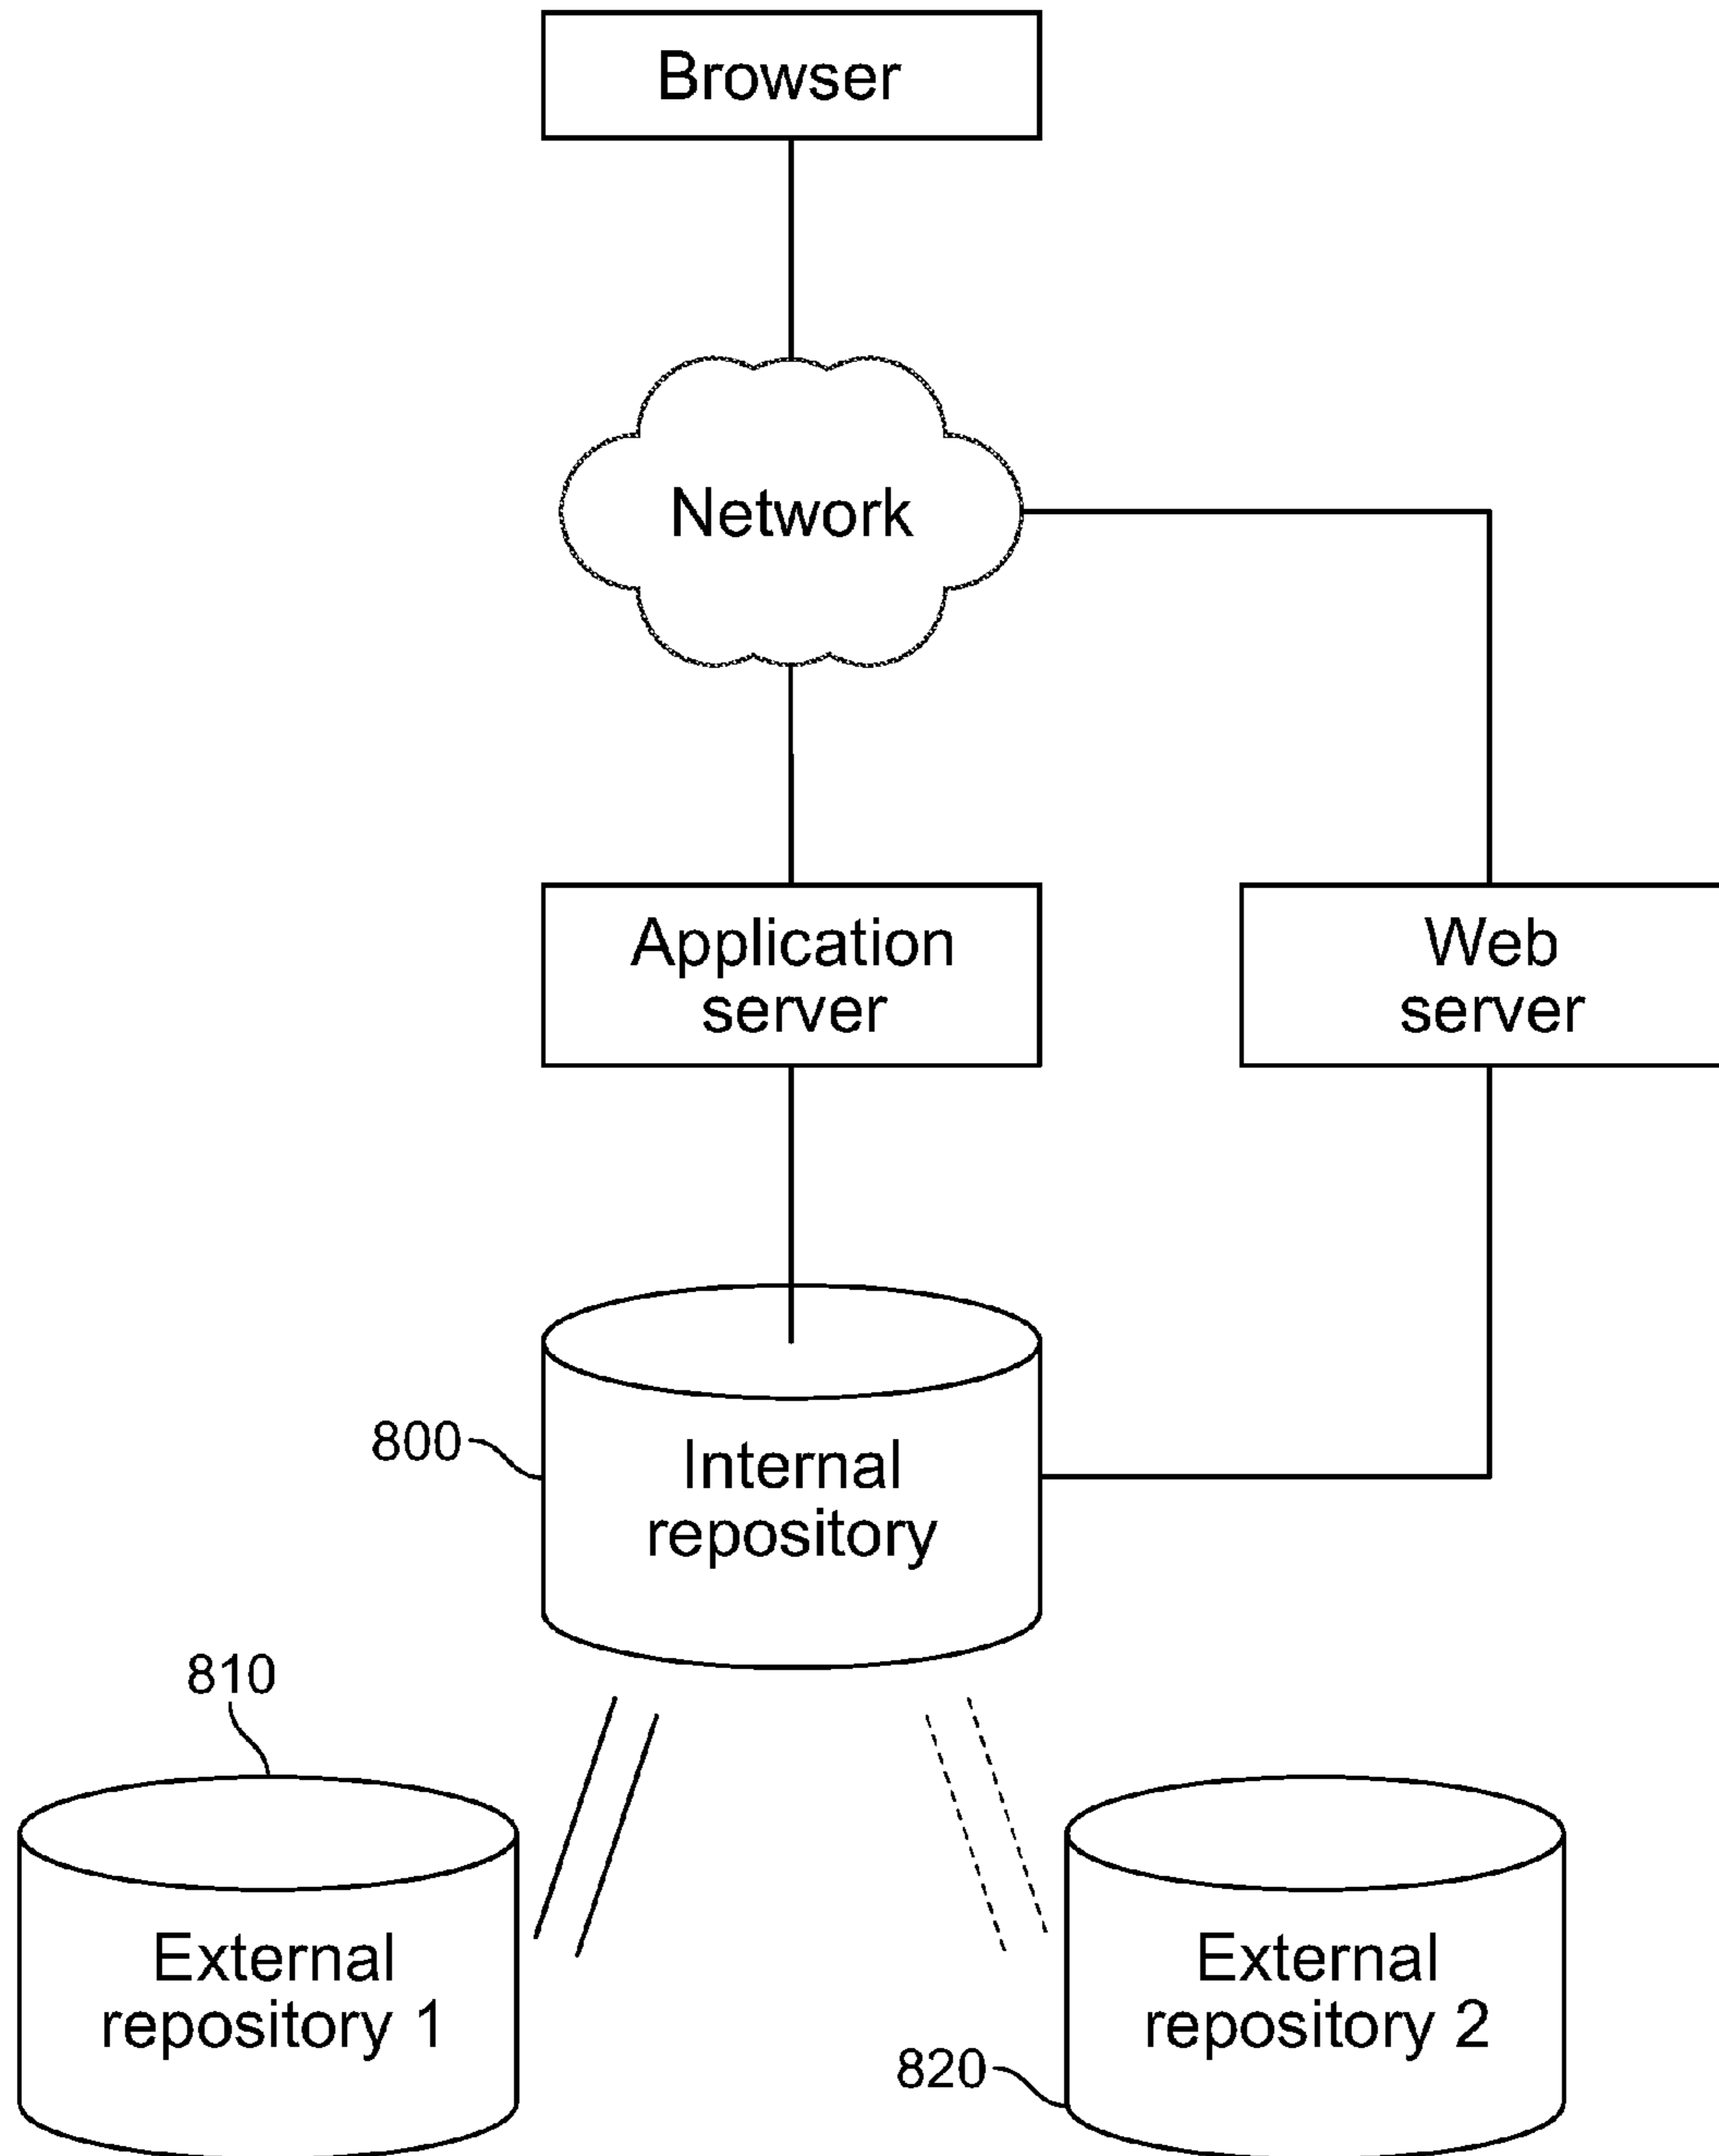 Browser
Network
Application
server
Web
server
800
Internal
repository
810
External
repository 1
External
repository 2
820